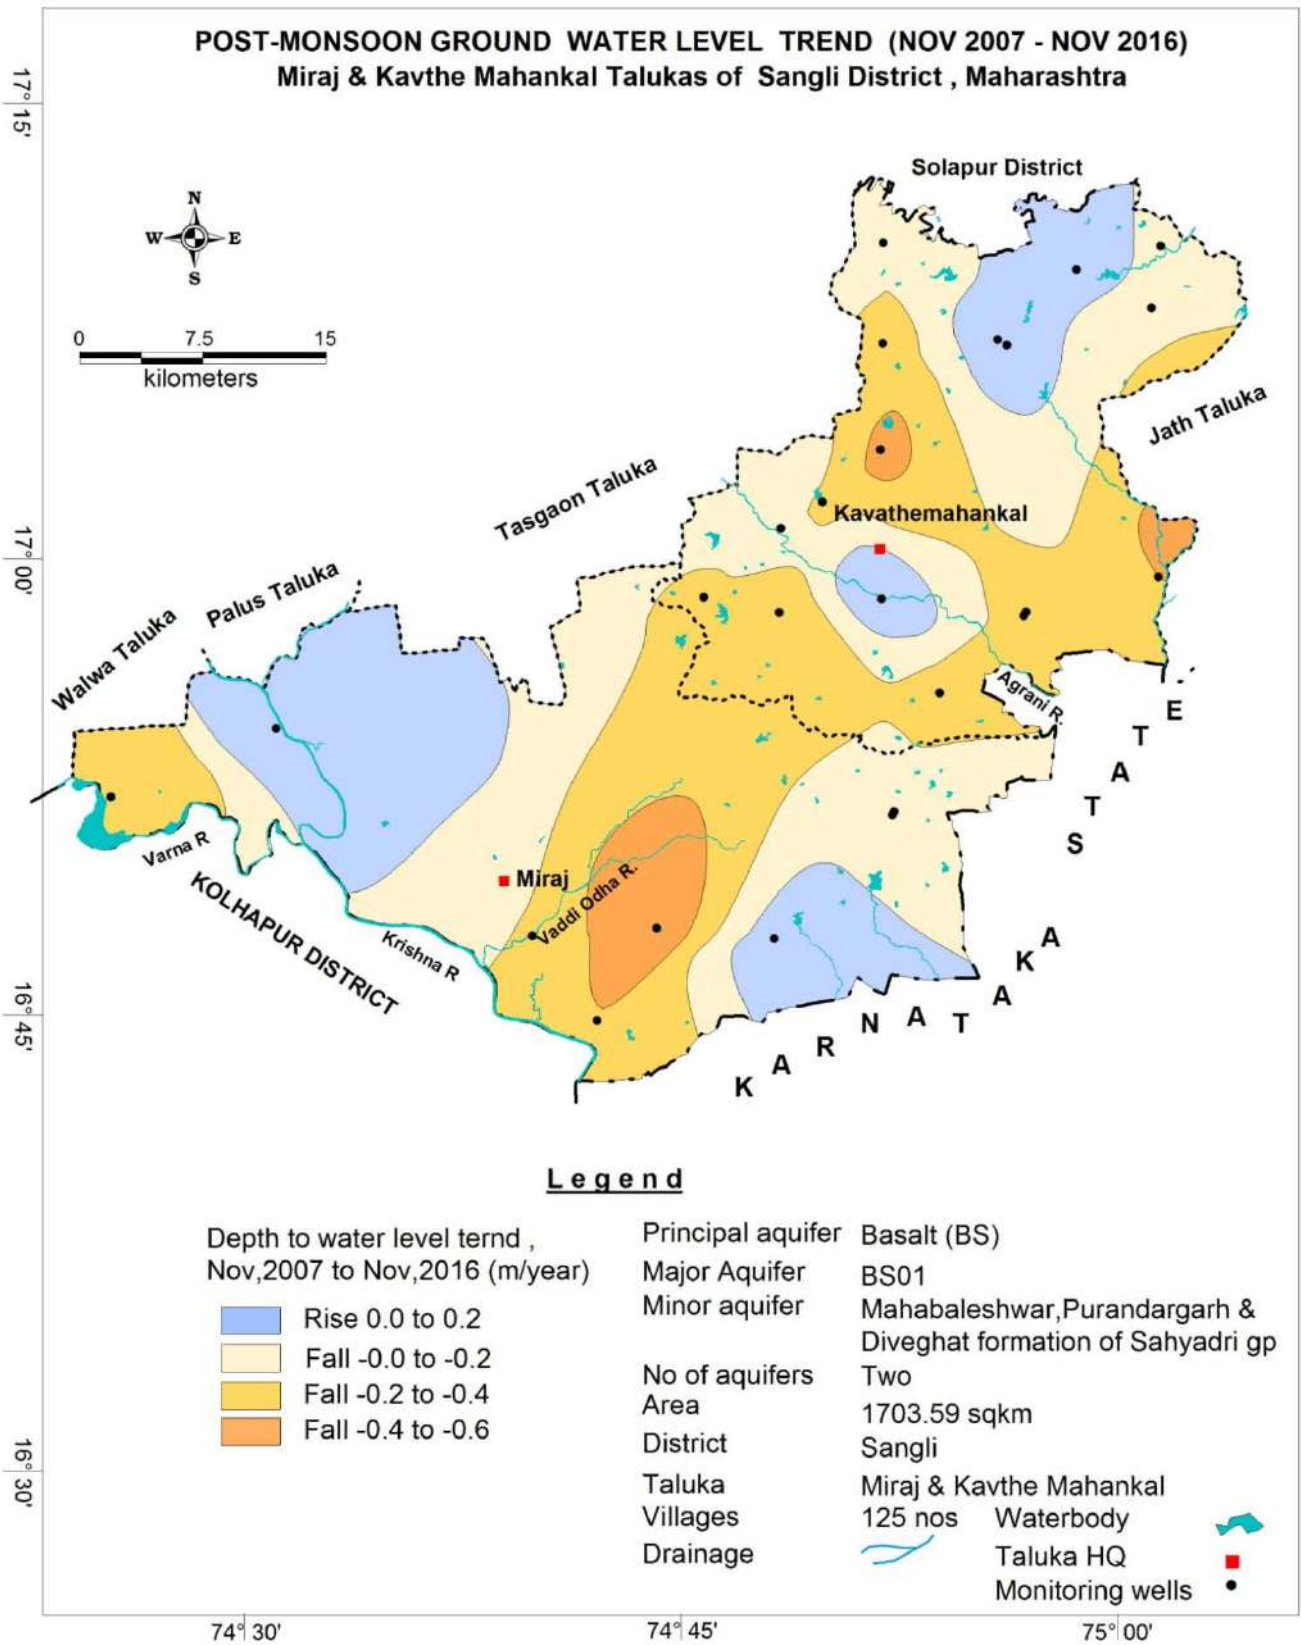 POST-MONSOON GROUND WATER LEVEL TREND (NOV 2007 - NOV 2016)
Miraj & Kavthe Mahankal Talukas of Sangli District , Maharashtra
17° 15'
Solapur District
N
W E
S
0 7.5 15
kilometers
Jath Taluka
Tasgaon Taluka
Kavathemahankal
17° 00'
Palus Taluka
Walwa Taluka
Agrani R.
Varna R
Miraj
Vaddi Odha R.
KOLHAPUR DISTRICT
Krishna R
KARNATAKA STATE
16° 45'
Legend
Depth to water level ternd ,
Nov,2007 to Nov,2016 (m/year)
Rise 0.0 to 0.2
Fall -0.0 to -0.2
Fall -0.2 to -0.4
Fall -0.4 to -0.6
Principal aquifer Basalt (BS)
Major Aquifer BS01
Minor aquifer Mahabaleshwar,Purandargarh &
Diveghat formation of Sahyadri gp
No of aquifers Two
Area 1703.59 sqkm
District Sangli
Taluka Miraj & Kavthe Mahankal
Villages 125 nos Waterbody
Drainage Taluka HQ
Monitoring wells
16° 30'
74° 30' 74° 45' 75° 00'